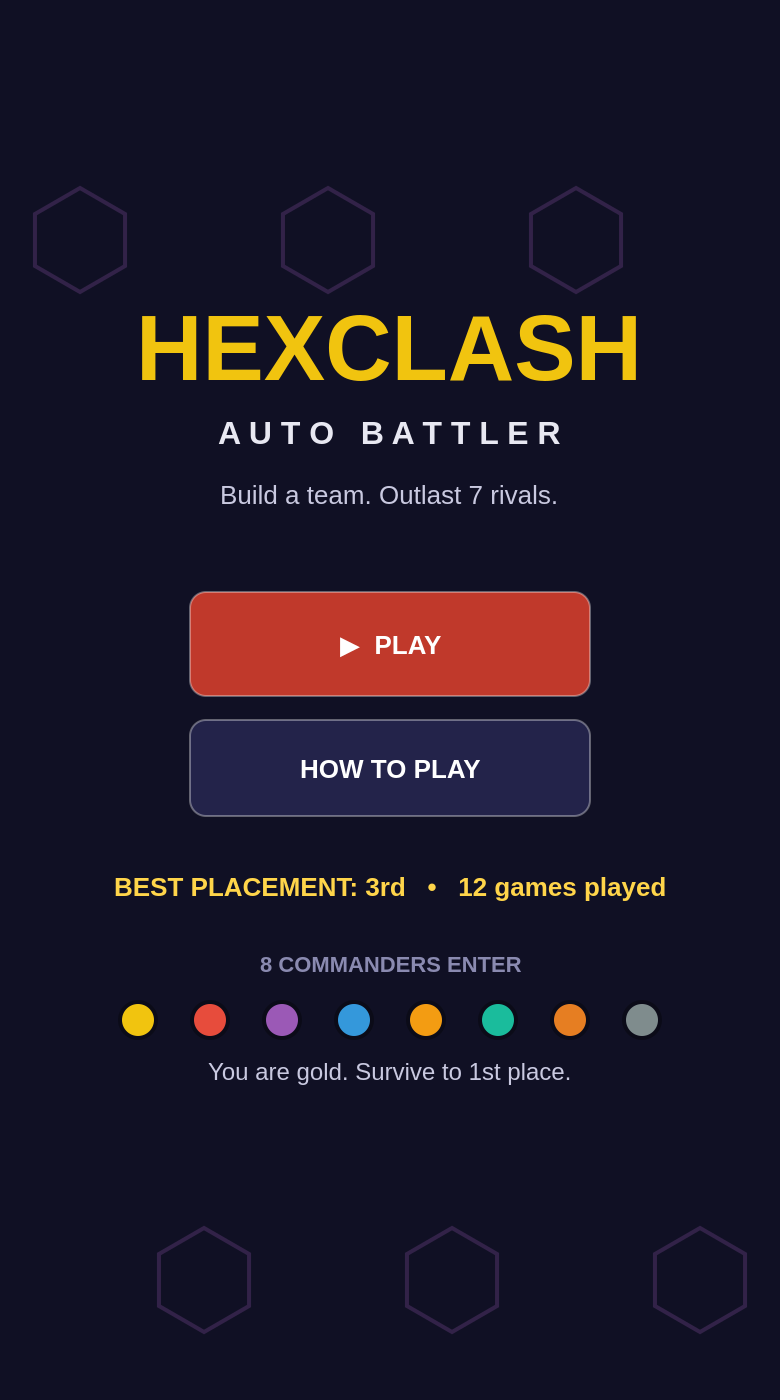 HEXCLASH
AUTO BATTLER
Build a team. Outlast 7 rivals.
▶ PLAY
HOW TO PLAY
BEST PLACEMENT: 3rd • 12 games played
8 COMMANDERS ENTER
You are gold. Survive to 1st place.